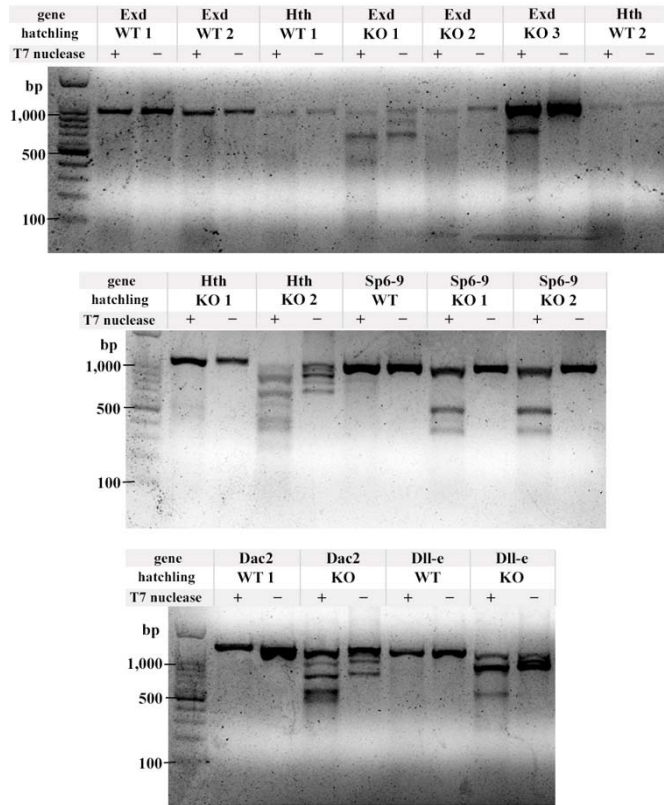 gene Exd Exd Hth Exd Exd Exd Hth
hatchling WT 1 WT 2 WT 1 KO 1 KO 2 KO 3 WT 2
T7 nuclease + − + − + − + − + − + − + −
bp
1,000
500
100
gene Hth Hth Sp6-9 Sp6-9 Sp6-9
hatchling KO 1 KO 2 WT KO 1 KO 2
T7 nuclease + − + − + − + − + −
bp
1,000
500
100
gene Dac2 Dac2 Dll-e Dll-e
hatchling WT 1 KO WT KO
T7 nuclease + − + − + − + −
bp
1,000
500
100